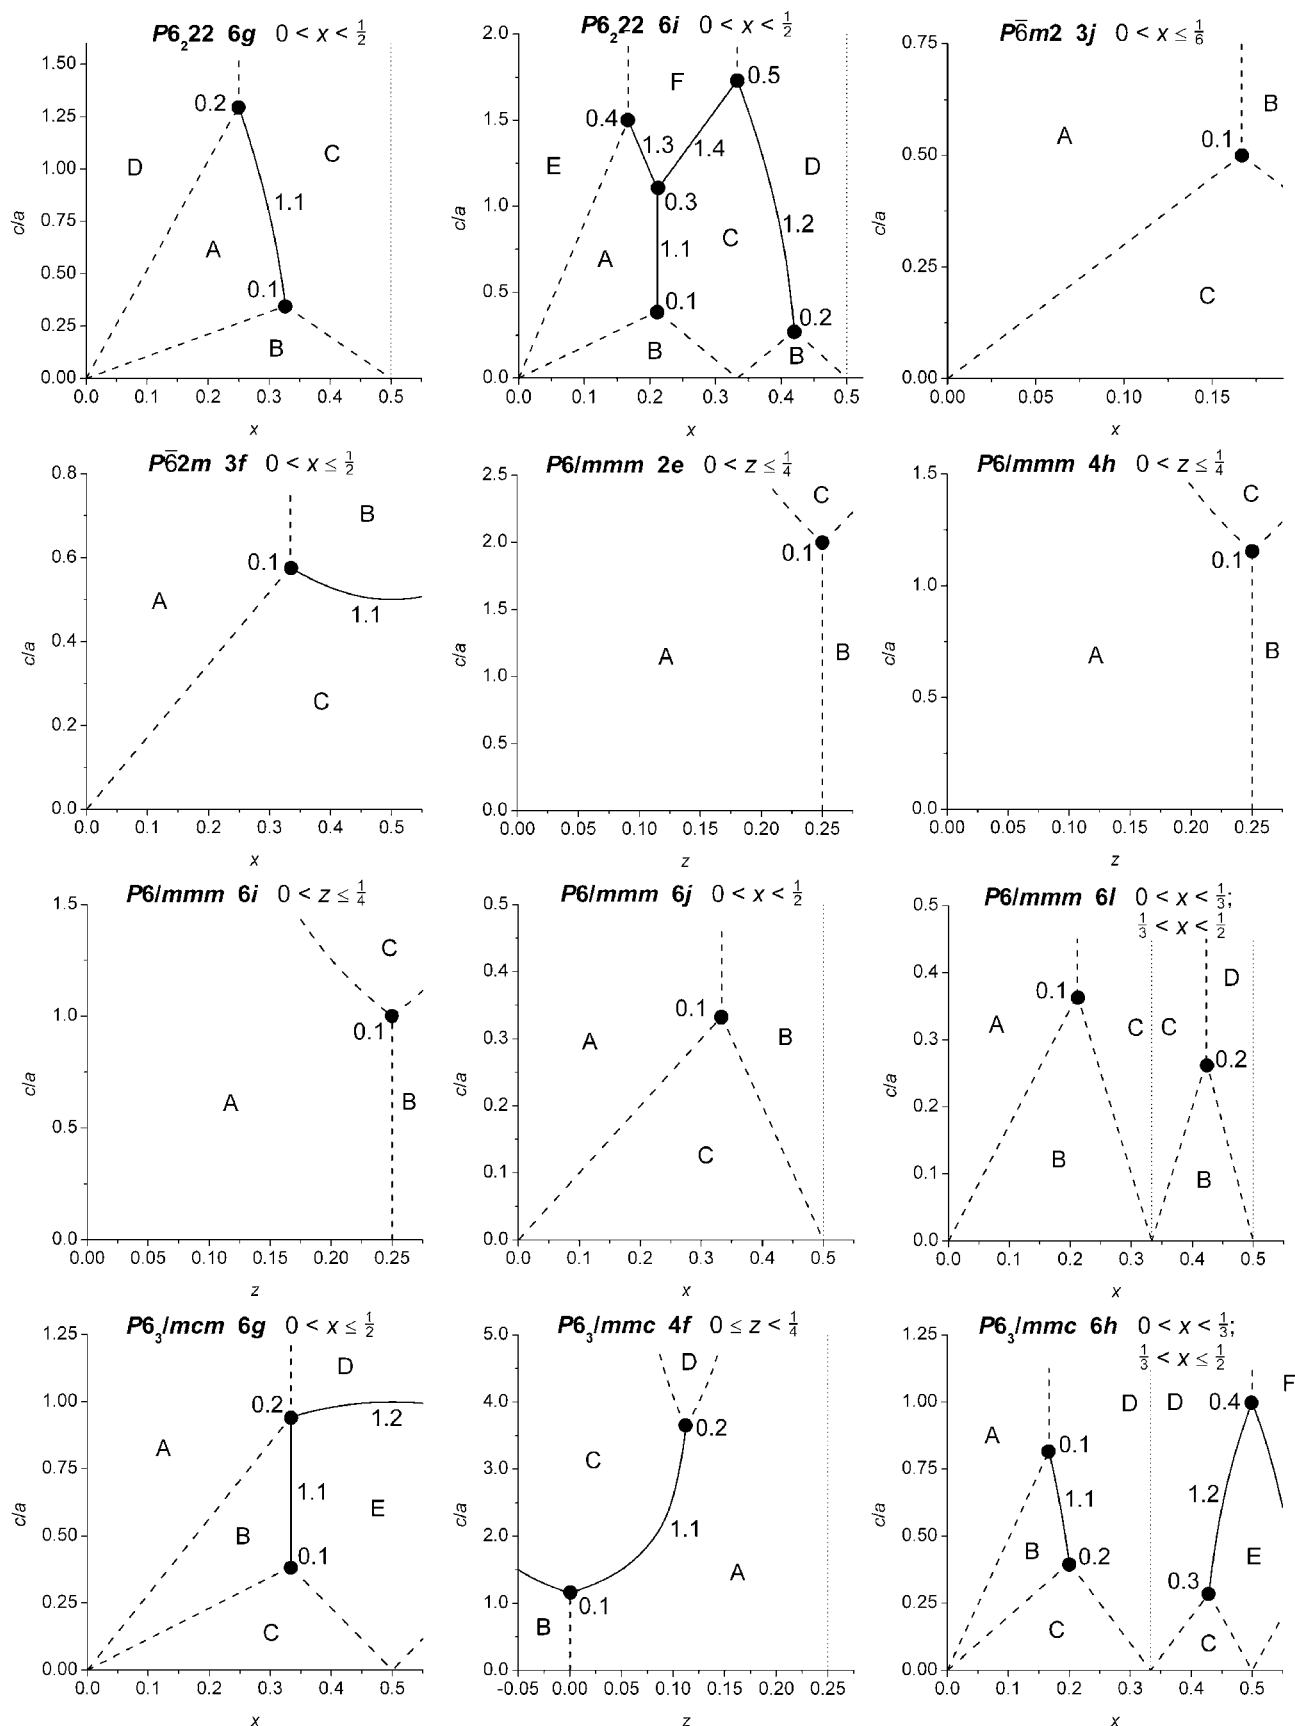 P6₂22 6g 0 < x < 1/2
c/a
1.50
1.25
1.00
0.75
0.50
0.25
0.00
0.2
D
C
1.1
A
0.1
B
0.0 0.1 0.2 0.3 0.4 0.5
x
P6₂22 6i 0 < x < 1/2
c/a
2.0
1.5
1.0
0.5
0.0
F
0.5
0.4
1.3
1.4
E
D
0.3
1.2
C
1.1
A
0.1
0.2
B
B
0.0 0.1 0.2 0.3 0.4 0.5
x
P6̅m2 3j 0 < x ≤ 1/6
c/a
0.75
0.50
0.25
0.00
B
A
0.1
C
0.00 0.05 0.10 0.15
x
P6̅2m 3f 0 < x ≤ 1/2
c/a
0.8
0.6
0.4
0.2
0.0
B
0.1
A
1.1
C
0.0 0.1 0.2 0.3 0.4 0.5
x
P6/mmm 2e 0 < z ≤ 1/4
c/a
2.5
2.0
1.5
1.0
0.5
0.0
C
0.1
A
B
0.00 0.05 0.10 0.15 0.20 0.25
z
P6/mmm 4h 0 < z ≤ 1/4
c/a
1.5
1.0
0.5
0.0
C
0.1
A
B
0.00 0.05 0.10 0.15 0.20 0.25
z
P6/mmm 6i 0 < z ≤ 1/4
c/a
1.5
1.0
0.5
0.0
C
0.1
A
B
0.00 0.05 0.10 0.15 0.20 0.25
z
P6/mmm 6j 0 < x < 1/2
c/a
0.5
0.4
0.3
0.2
0.1
0.0
0.1
A
B
C
0.0 0.1 0.2 0.3 0.4 0.5
x
P6/mmm 6l 0 < x < 1/3;
1/3 < x < 1/2
c/a
0.5
0.4
0.3
0.2
0.1
0.0
0.1
D
A
C C
0.2
B
B
0.0 0.1 0.2 0.3 0.4 0.5
x
P6₃/mcm 6g 0 < x ≤ 1/2
c/a
1.25
1.00
0.75
0.50
0.25
0.00
D
0.2
1.2
A
1.1
E
B
0.1
C
0.0 0.1 0.2 0.3 0.4 0.5
x
P6₃/mmc 4f 0 ≤ z < 1/4
c/a
5.0
4.0
3.0
2.0
1.0
0.0
D
0.2
C
1.1
A
0.1
B
-0.05 0.00 0.05 0.10 0.15 0.20 0.25
z
P6₃/mmc 6h 0 < x < 1/3;
1/3 < x ≤ 1/2
c/a
1.25
1.00
0.75
0.50
0.25
0.00
F
D D
0.4
A
0.1
1.1
1.2
B
0.2
E
0.3
C
C
0.0 0.1 0.2 0.3 0.4 0.5
x